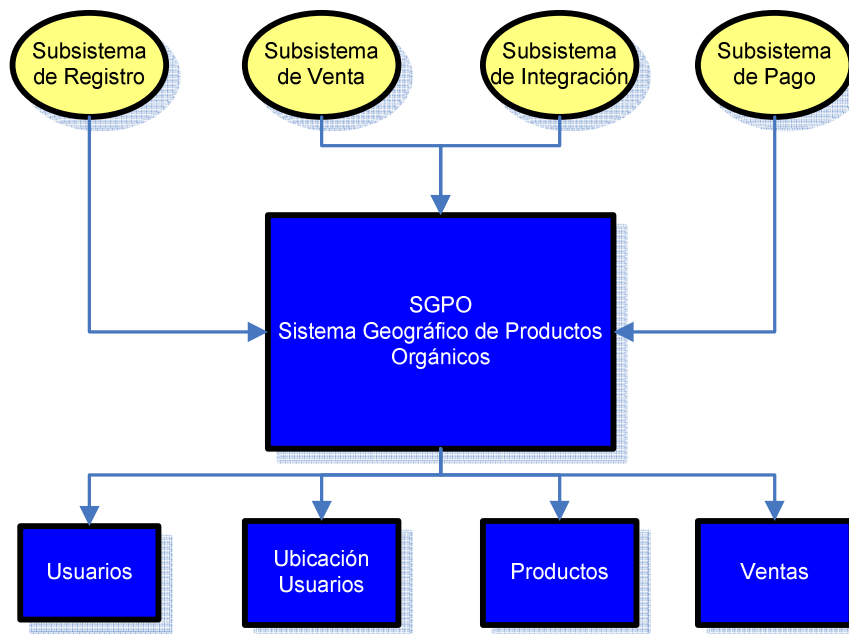 Subsistema
de Registro
Subsistema
de Venta
Subsistema
de Integración
Subsistema
de Pago
SGPO
Sistema Geográfico de Productos
Orgánicos
Usuarios
Ubicación
Usuarios
Productos
Ventas